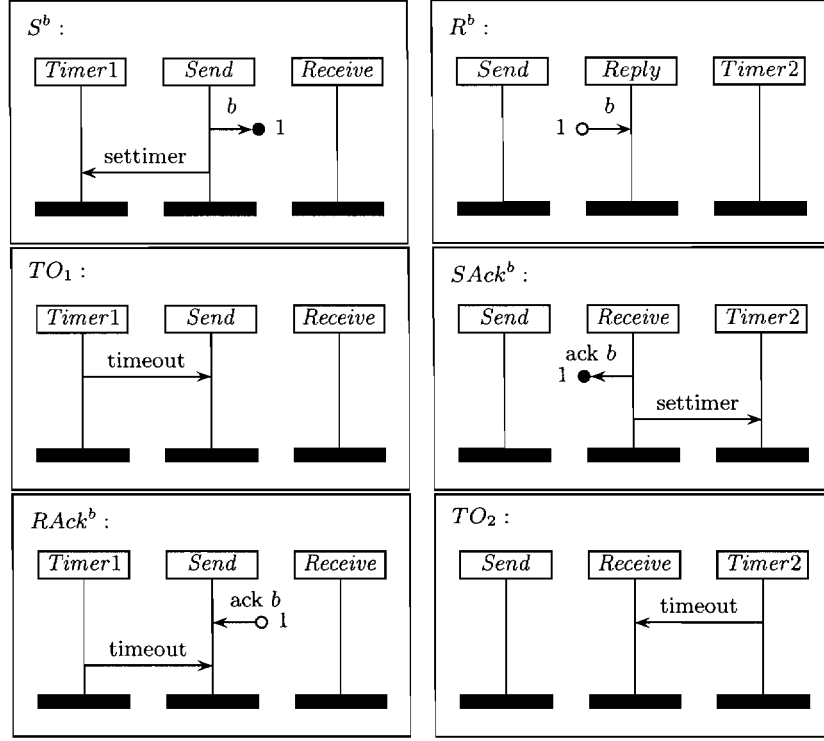 S^b :
Timer1 Send Receive
b
1
settimer
R^b :
Send Reply Timer2
b
1
TO_1 :
Timer1 Send Receive
timeout
SAck^b :
Send Receive Timer2
ack b
1
settimer
RAck^b :
Timer1 Send Receive
ack b
1
timeout
TO_2 :
Send Receive Timer2
timeout